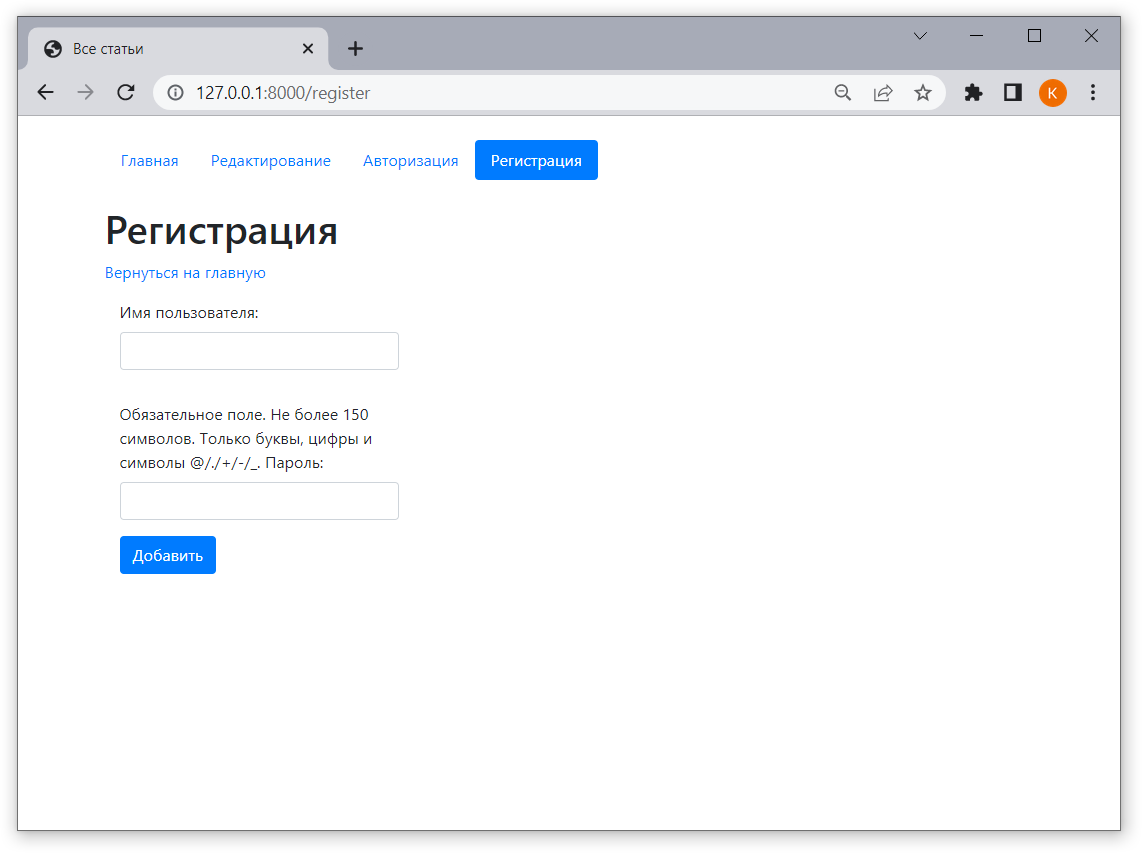 Все статьи
127.0.0.1:8000/register
K
Главная Редактирование Авторизация Регистрация
Регистрация
Вернуться на главную
Имя пользователя:
Обязательное поле. Не более 150
символов. Только буквы, цифры и
символы @/./+/-/_. Пароль:
Добавить